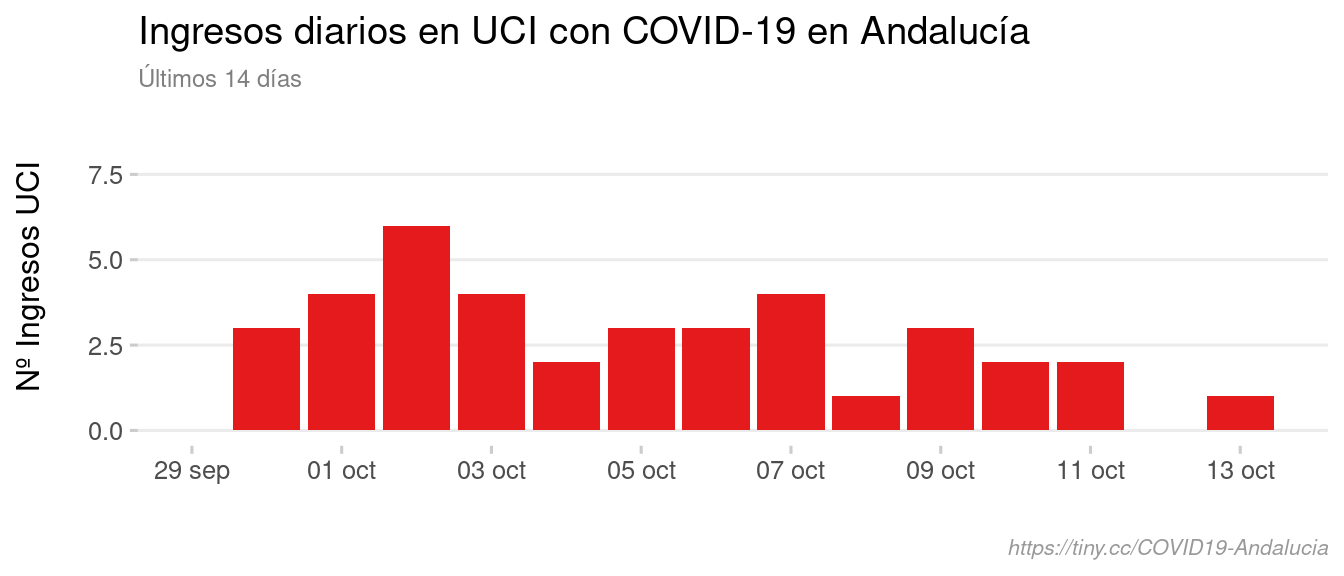 Ingresos diarios en UCI con COVID-19 en Andalucía
Últimos 14 días
Nº Ingresos UCI
7.5
5.0
2.5
0.0
29 sep
01 oct
03 oct
05 oct
07 oct
09 oct
11 oct
13 oct
https://tiny.cc/COVID19-Andalucia